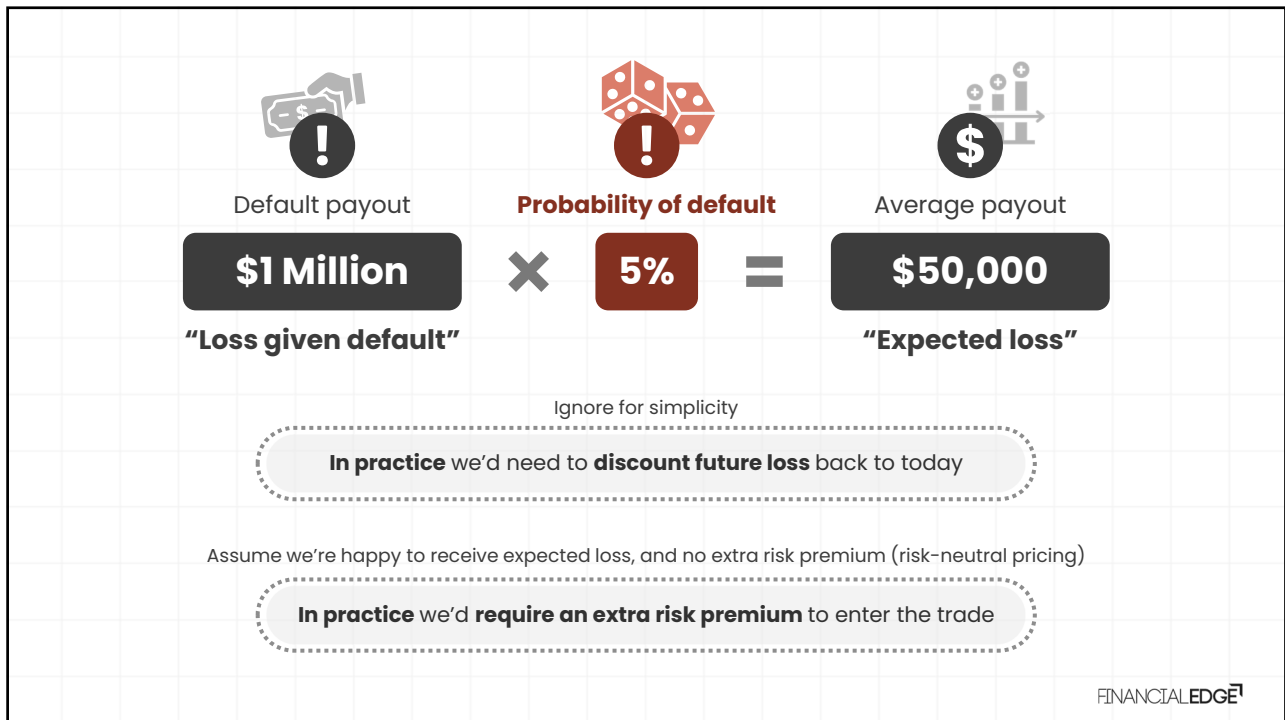 Default payout
Probability of default
Average payout
$1 Million
×
5%
=
$50,000
“Loss given default”
“Expected loss”
Ignore for simplicity
In practice we’d need to discount future loss back to today
Assume we’re happy to receive expected loss, and no extra risk premium (risk-neutral pricing)
In practice we’d require an extra risk premium to enter the trade
FINANCIALEDGE